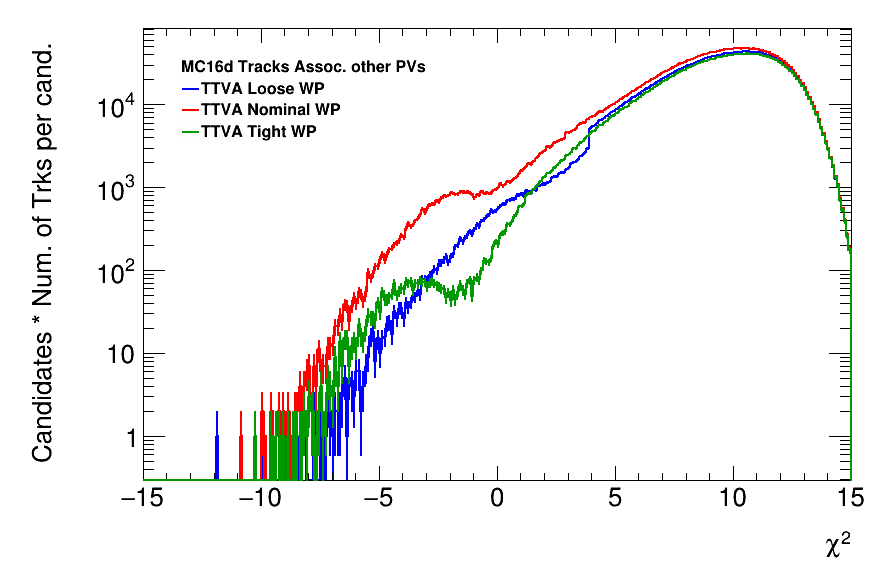 Candidates * Num. of Trks per cand.
MC16d Tracks Assoc. other PVs
TTVA Loose WP
TTVA Nominal WP
TTVA Tight WP
10⁴
10³
10²
10
1
−15 −10 −5 0 5 10 15
χ²